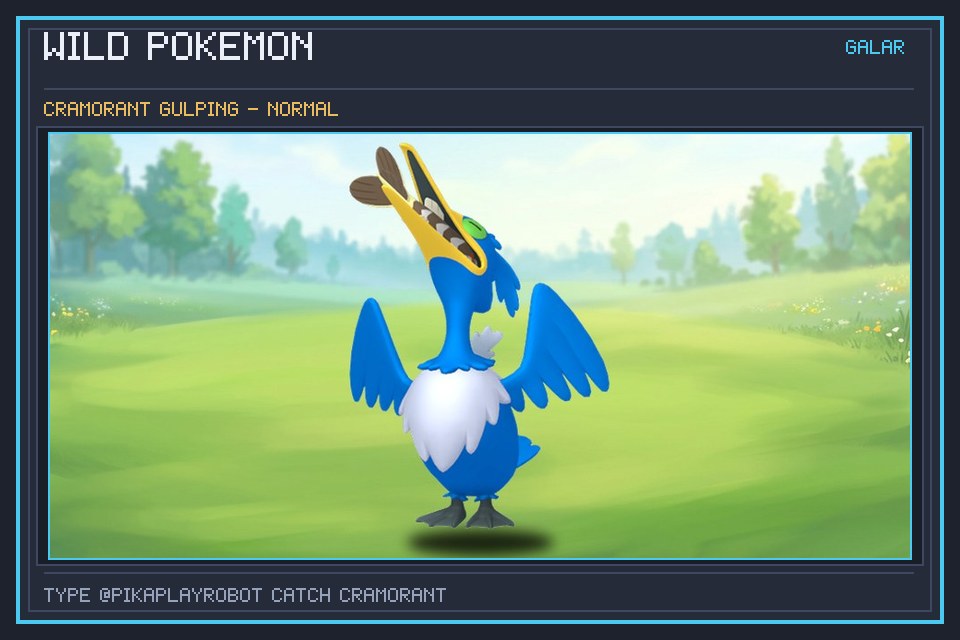 WILD POKEMON
GALAR
CRAMORANT GULPING - NORMAL
TYPE @PIKAPLAYROBOT CATCH CRAMORANT